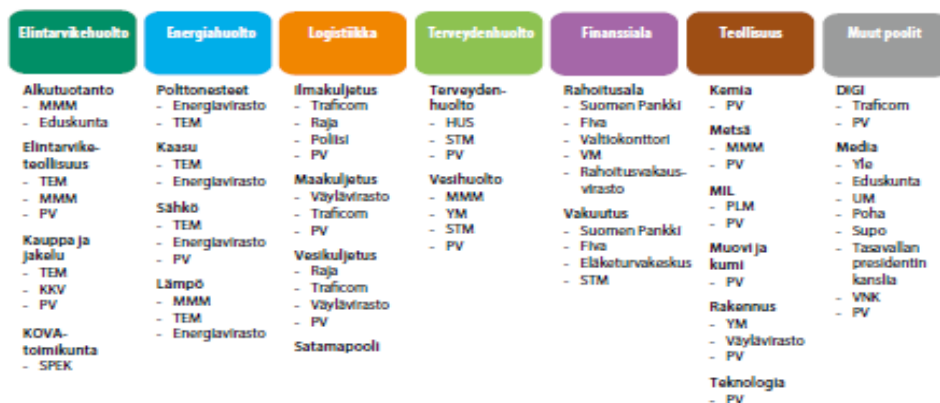 Elintarvikehuolto
Alkutuotanto
- MMM
- Eduskunta
Elintarvike-
teollisuus
- TEM
- MMM
- PV
Kauppa ja
jakelu
- TEM
- KKV
- PV
KOVA-
toimikunta
- SPEK
Energiahuolto
Polttonesteet
- Energiavirasto
- TEM
Kaasu
- TEM
- Energiavirasto
Sähkö
- TEM
- Energiavirasto
- PV
Lämpö
- MMM
- TEM
- Energiavirasto
Logistiikka
Ilmakuljetus
- Traficom
- Raja
- Poliisi
- PV
Maakuljetus
- Väylävirasto
- Traficom
- PV
Vesikuljetus
- Raja
- Traficom
- Väylävirasto
- PV
Satamapooli
Terveydenhuolto
Terveyden-
huolto
- HUS
- STM
- PV
Vesihuolto
- MMM
- YM
- STM
- PV
Finanssiala
Rahoitusala
- Suomen Pankki
- Fiva
- Valtiokonttori
- VM
- Rahoitusvakaus-
virasto
Vakuutus
- Suomen Pankki
- Fiva
- Eläketurvakeskus
- STM
Teollisuus
Kemia
- PV
Metsä
- MMM
- PV
MIL
- PLM
- PV
Muovi ja
kumi
- PV
Rakennus
- YM
- Väylävirasto
- PV
Teknologia
- PV
Muut poolit
DIGI
- Traficom
- PV
Media
- Yle
- Eduskunta
- UM
- Poha
- Supo
- Tasavallan
presidentin
kanslia
- VNK
- PV